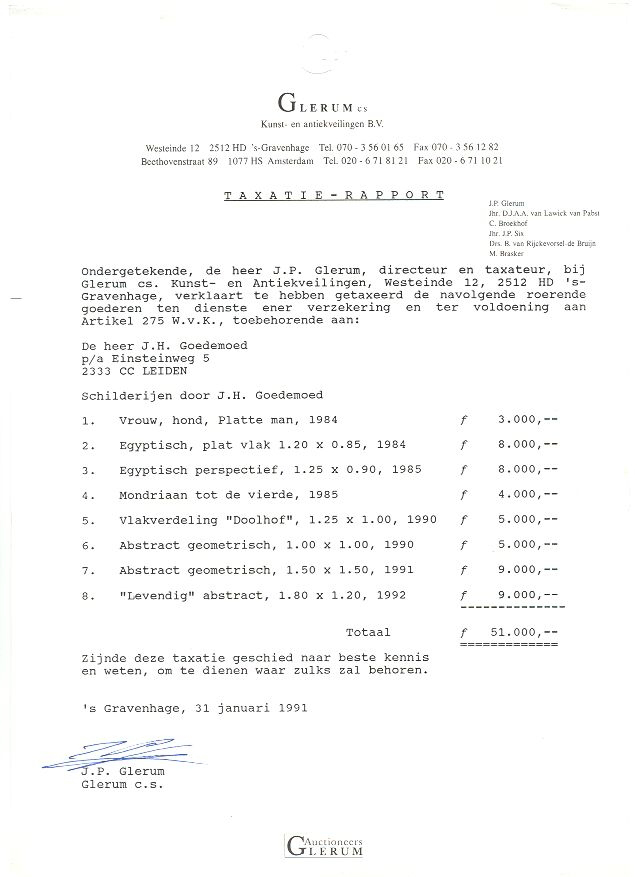 GLERUM cs
Kunst- en antiekveilingen B.V.
Westeinde 12 2512 HD 's-Gravenhage Tel. 070 - 3 56 01 65 Fax 070 - 3 56 12 82
Beethovenstraat 89 1077 HS Amsterdam Tel. 020 - 6 71 81 21 Fax 020 - 6 71 10 21
TAXATIE-RAPPORT
J.P. Glerum
Jhr. D.J.A.A. van Lawick van Pabst
C. Broekhof
Jhr. J.P. Six
Drs. B. van Rijckevorsel-de Bruijn
M. Brasker
Ondergetekende, de heer J.P. Glerum, directeur en taxateur, bij
Glerum cs. Kunst- en Antiekveilingen, Westeinde 12, 2512 HD 's-
Gravenhage, verklaart te hebben getaxeerd de navolgende roerende
goederen ten dienste ener verzekering en ter voldoening aan
Artikel 275 W.v.K., toebehorende aan:
De heer J.H. Goedemoed
p/a Einsteinweg 5
2333 CC LEIDEN
Schilderijen door J.H. Goedemoed
1. Vrouw, hond, Platte man, 1984 f 3.000,--
2. Egyptisch, plat vlak 1.20 x 0.85, 1984 f 8.000,--
3. Egyptisch perspectief, 1.25 x 0.90, 1985 f 8.000,--
4. Mondriaan tot de vierde, 1985 f 4.000,--
5. Vlakverdeling "Doolhof", 1.25 x 1.00, 1990 f 5.000,--
6. Abstract geometrisch, 1.00 x 1.00, 1990 f 5.000,--
7. Abstract geometrisch, 1.50 x 1.50, 1991 f 9.000,--
8. "Levendig" abstract, 1.80 x 1.20, 1992 f 9.000,--
Totaal f 51.000,--
Zijnde deze taxatie geschied naar beste kennis
en weten, om te dienen waar zulks zal behoren.
's Gravenhage, 31 januari 1991
J.P. Glerum
Glerum c.s.
Auctioneers
GLERUM